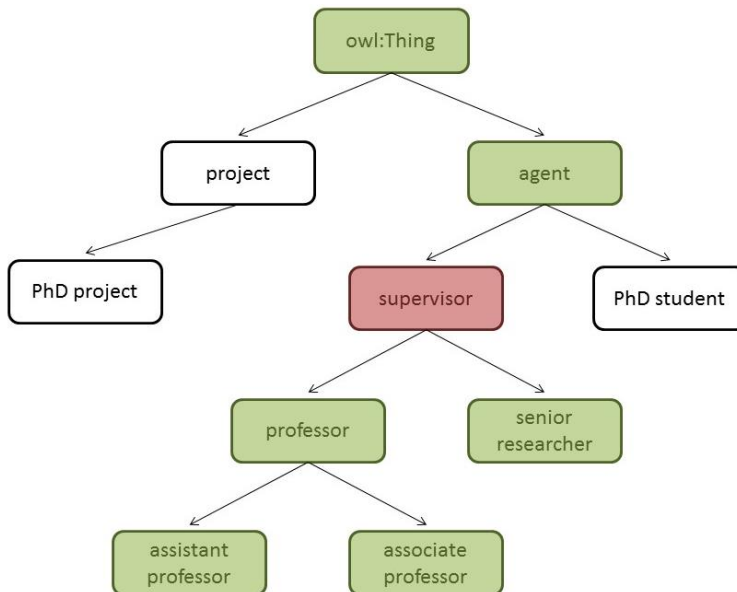 owl:Thing
project
agent
PhD project
supervisor
PhD student
professor
senior
researcher
assistant
professor
associate
professor